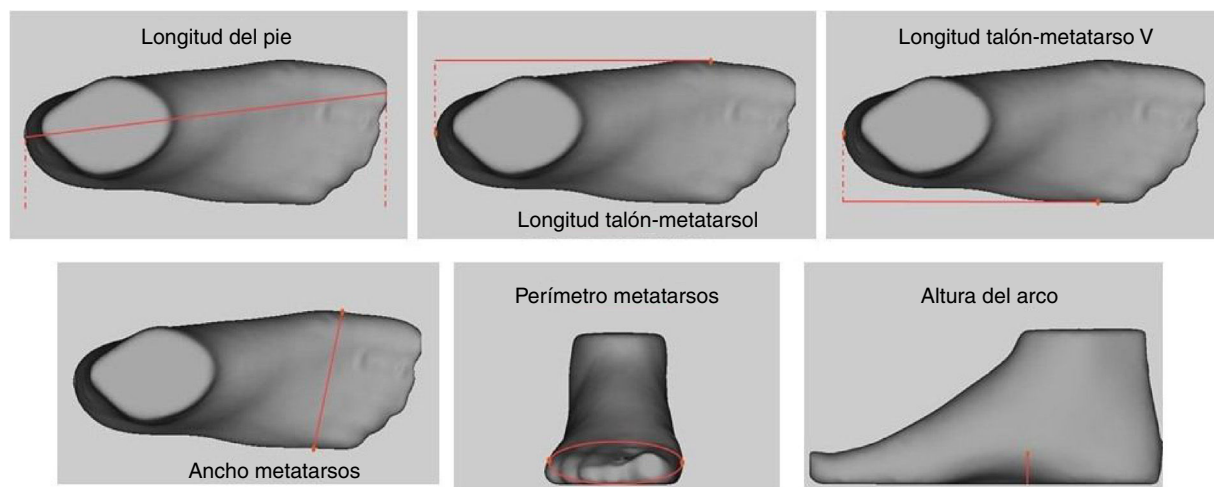 Longitud del pie
Longitud talón-metatarsol
Longitud talón-metatarso V
Ancho metatarsos
Perímetro metatarsos
Altura del arco